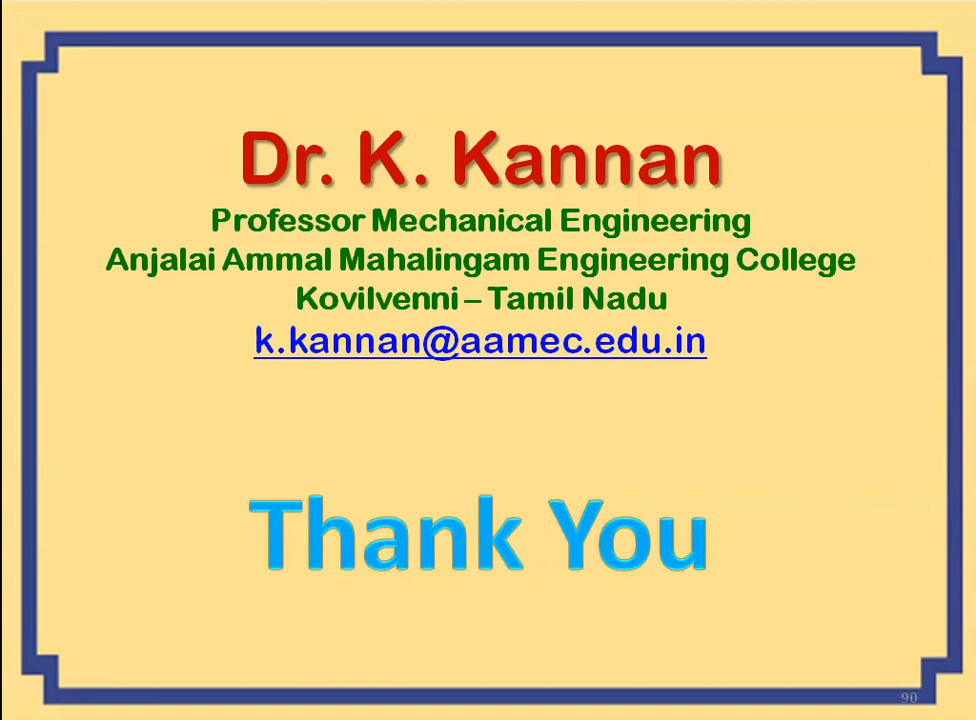 Dr. K. Kannan
Professor Mechanical Engineering
Anjalai Ammal Mahalingam Engineering College
Kovilvenni – Tamil Nadu
k.kannan@aamec.edu.in
Thank You
90